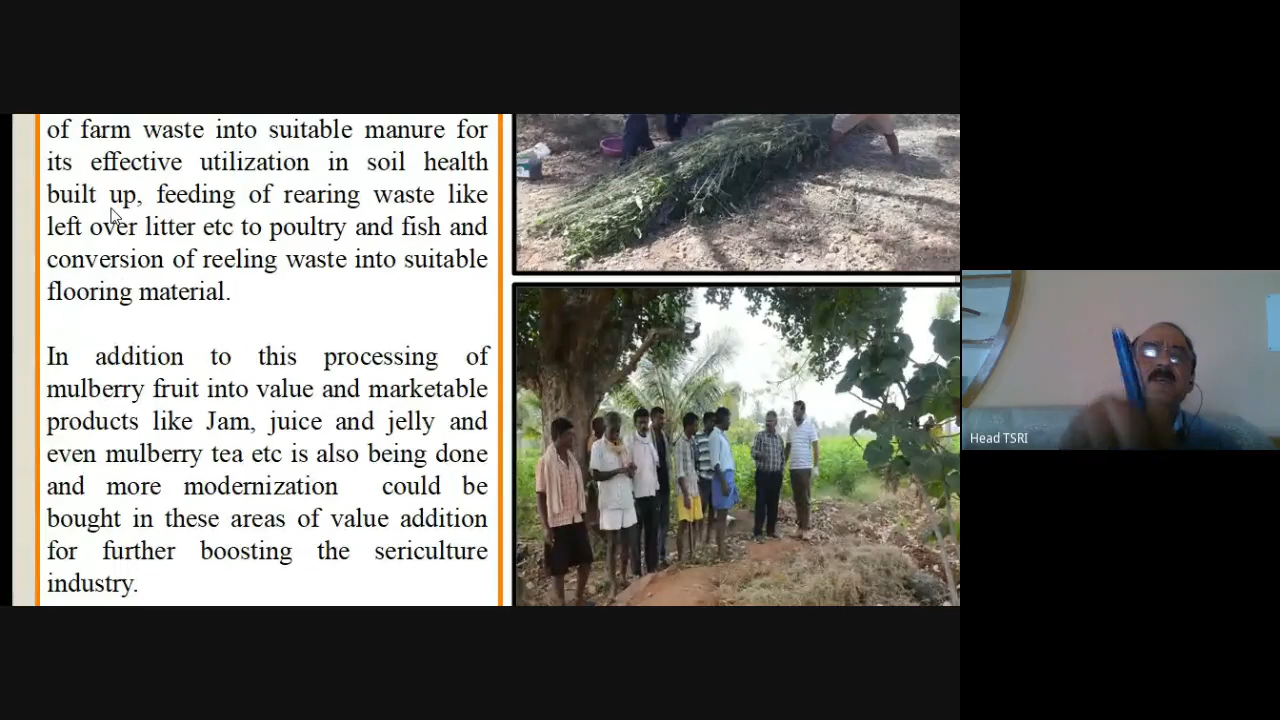 of farm waste into suitable manure for
its effective utilization in soil health
built up, feeding of rearing waste like
left over litter etc to poultry and fish and
conversion of reeling waste into suitable
flooring material.
In addition to this processing of
mulberry fruit into value and marketable
products like Jam, juice and jelly and
even mulberry tea etc is also being done
and more modernization could be
bought in these areas of value addition
for further boosting the sericulture
industry.
Head TSRI